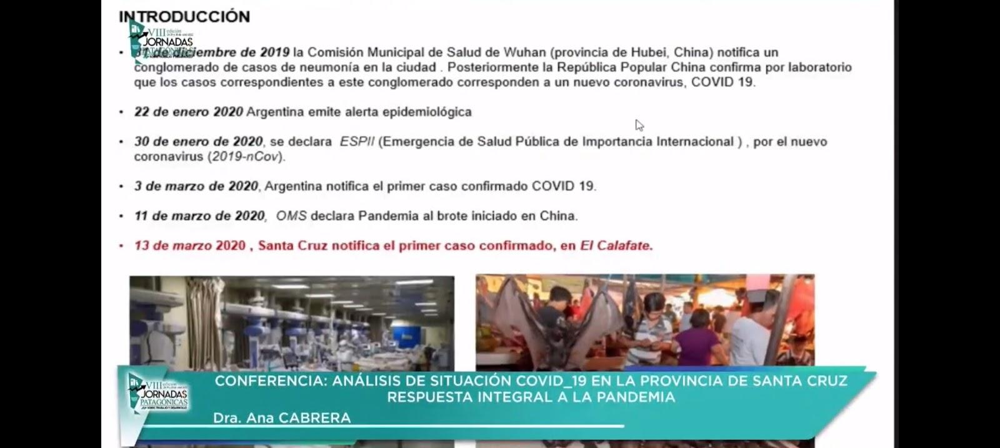 INTRODUCCIÓN
VIII edición
JORNADAS
PATAGÓNICAS
• 31 de diciembre de 2019 la Comisión Municipal de Salud de Wuhan (provincia de Hubei, China) notifica un
conglomerado de casos de neumonía en la ciudad . Posteriormente la República Popular China confirma por laboratorio
que los casos correspondientes a este conglomerado corresponden a un nuevo coronavirus, COVID 19.
• 22 de enero 2020 Argentina emite alerta epidemiológica
• 30 de enero de 2020, se declara ESPII (Emergencia de Salud Pública de Importancia Internacional ) , por el nuevo
coronavirus (2019-nCov).
• 3 de marzo de 2020, Argentina notifica el primer caso confirmado COVID 19.
• 11 de marzo de 2020, OMS declara Pandemia al brote iniciado en China.
• 13 de marzo 2020 , Santa Cruz notifica el primer caso confirmado, en El Calafate.
VIII edición
JORNADAS
PATAGÓNICAS
SOBRE TRABAJO Y DESARROLLO
CONFERENCIA: ANÁLISIS DE SITUACIÓN COVID_19 EN LA PROVINCIA DE SANTA CRUZ
RESPUESTA INTEGRAL A LA PANDEMIA
Dra. Ana CABRERA